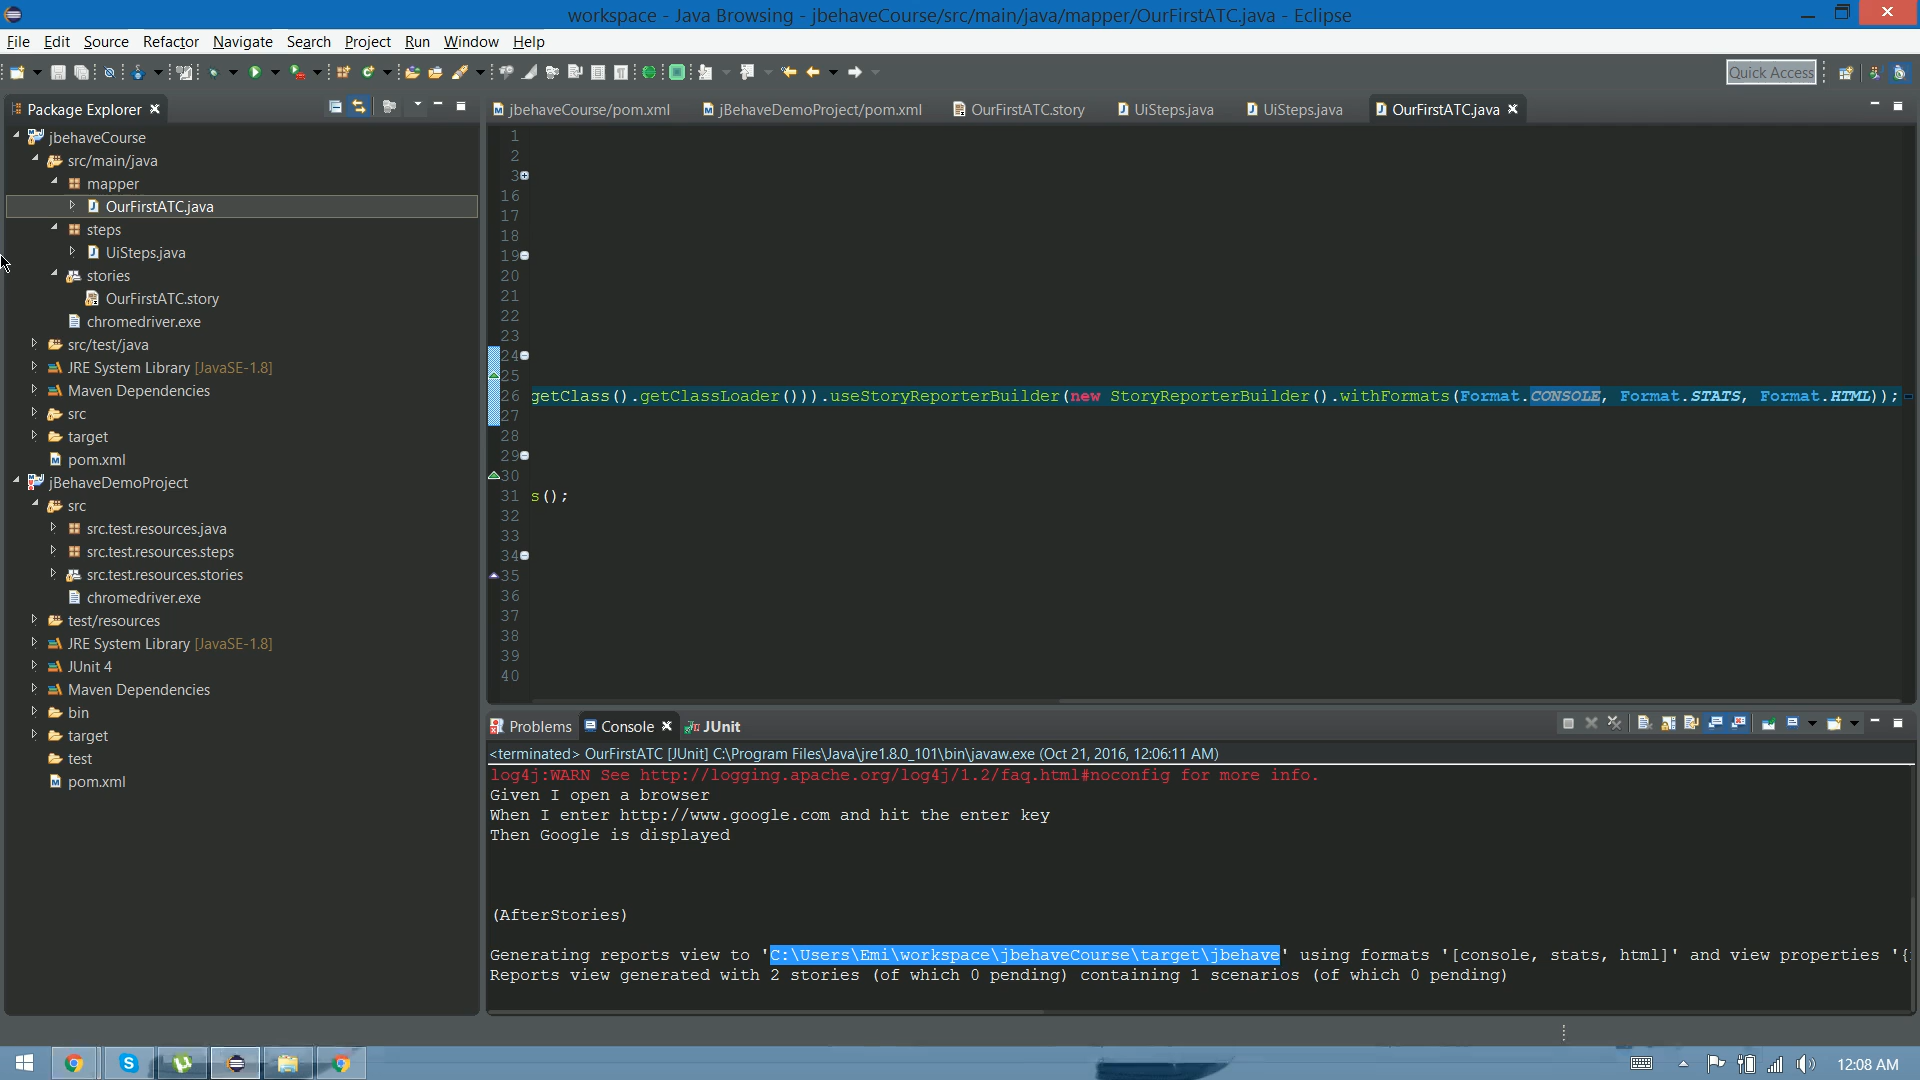 workspace - Java Browsing - jbehaveCourse/src/main/java/mapper/OurFirstATC.java - Eclipse
File Edit Source Refactor Navigate Search Project Run Window Help
Quick Access
Package Explorer
jbehaveCourse/pom.xml jBehaveDemoProject/pom.xml OurFirstATC.story UiSteps.java UiSteps.java OurFirstATC.java
jbehaveCourse
src/main/java
mapper
OurFirstATC.java
steps
UiSteps.java
stories
OurFirstATC.story
chromedriver.exe
src/test/java
JRE System Library [JavaSE-1.8]
Maven Dependencies
src
target
pom.xml
jBehaveDemoProject
src
src.test.resources.java
src.test.resources.steps
src.test.resources.stories
chromedriver.exe
test/resources
JRE System Library [JavaSE-1.8]
JUnit 4
Maven Dependencies
bin
target
test
pom.xml
1
2
3
16
17
18
19
20
21
22
23
24
25
26 getClass().getClassLoader())).useStoryReporterBuilder(new StoryReporterBuilder().withFormats(Format.CONSOLE, Format.STATS, Format.HTML));
27
28
29
30
31 s();
32
33
34
35
36
37
38
39
40
Problems Console JUnit
<terminated> OurFirstATC [JUnit] C:\Program Files\Java\jre1.8.0_101\bin\javaw.exe (Oct 21, 2016, 12:06:11 AM)
log4j:WARN See http://logging.apache.org/log4j/1.2/faq.html#noconfig for more info.
Given I open a browser
When I enter http://www.google.com and hit the enter key
Then Google is displayed
(AfterStories)
Generating reports view to 'C:\Users\Emi\workspace\jbehaveCourse\target\jbehave' using formats '[console, stats, html]' and view properties '{
Reports view generated with 2 stories (of which 0 pending) containing 1 scenarios (of which 0 pending)
12:08 AM